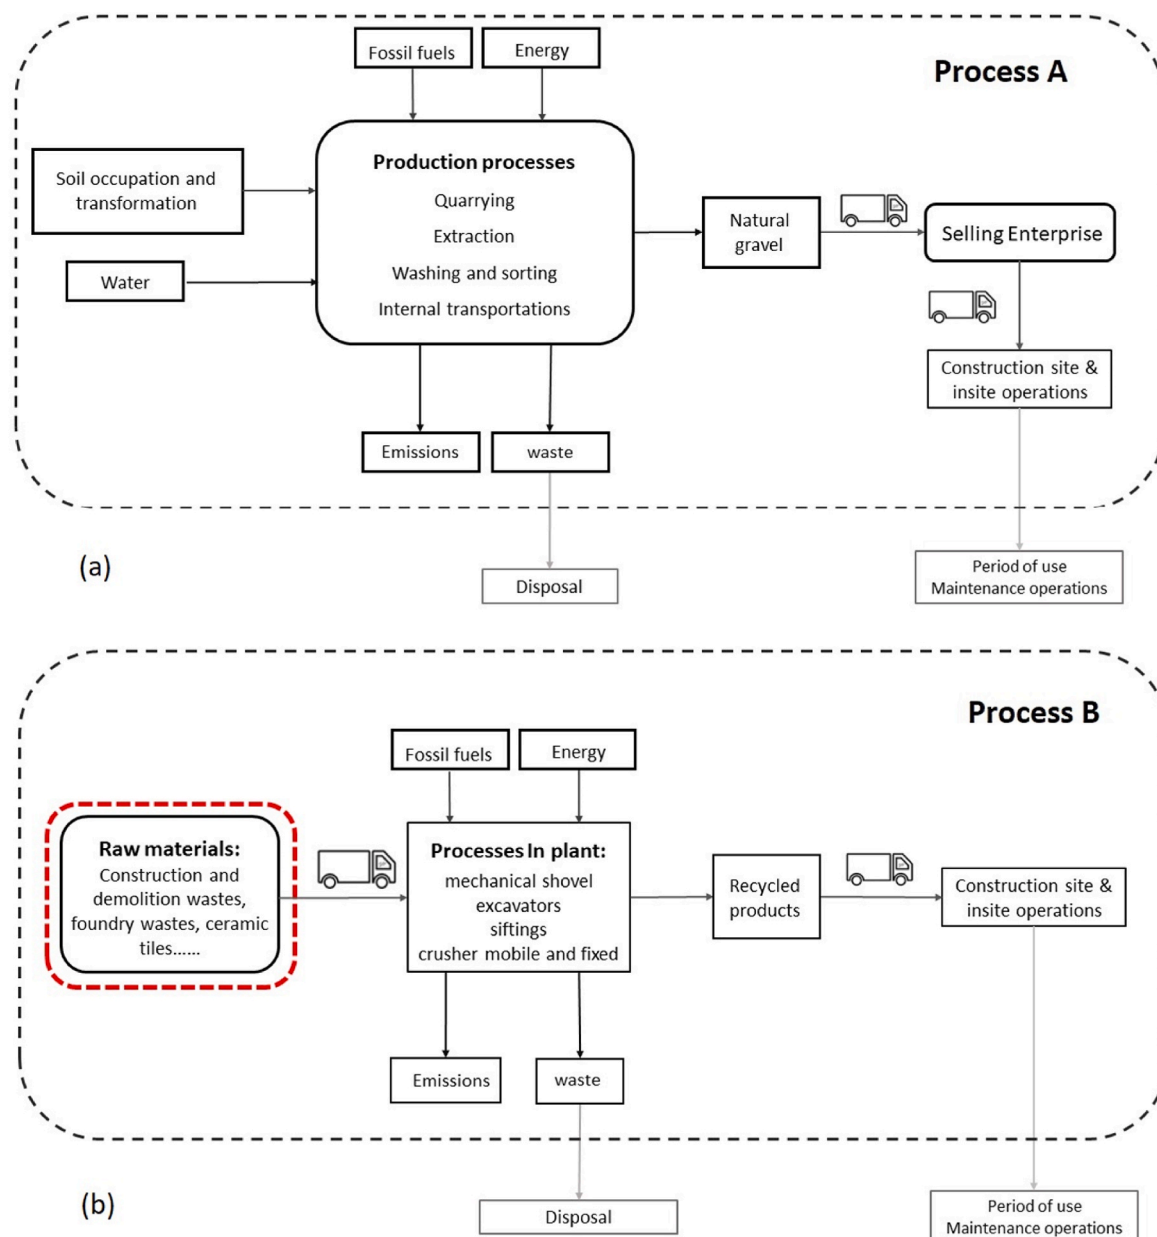 Fossil fuels
Energy
Process A
Soil occupation and
transformation
Water
Production processes
Quarrying
Extraction
Washing and sorting
Internal transportations
Natural
gravel
Selling Enterprise
Construction site &
insite operations
Emissions
waste
(a)
Disposal
Period of use
Maintenance operations
Process B
Fossil fuels
Energy
Raw materials:
Construction and
demolition wastes,
foundry wastes, ceramic
tiles......
Processes In plant:
mechanical shovel
excavators
siftings
crusher mobile and fixed
Recycled
products
Construction site &
insite operations
Emissions
waste
(b)
Disposal
Period of use
Maintenance operations